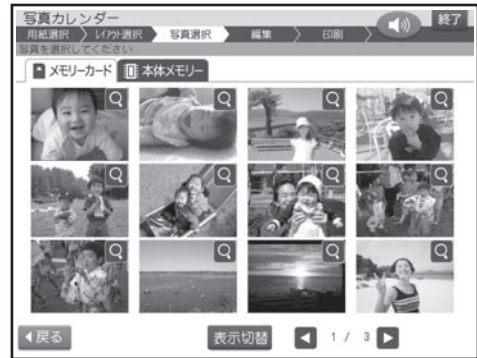 写真カレンダー
終了
用紙選択 レイアウト選択 写真選択 編集 印刷
写真を選択してください
メモリーカード 本体メモリー
戻る 表示切替 1 / 3